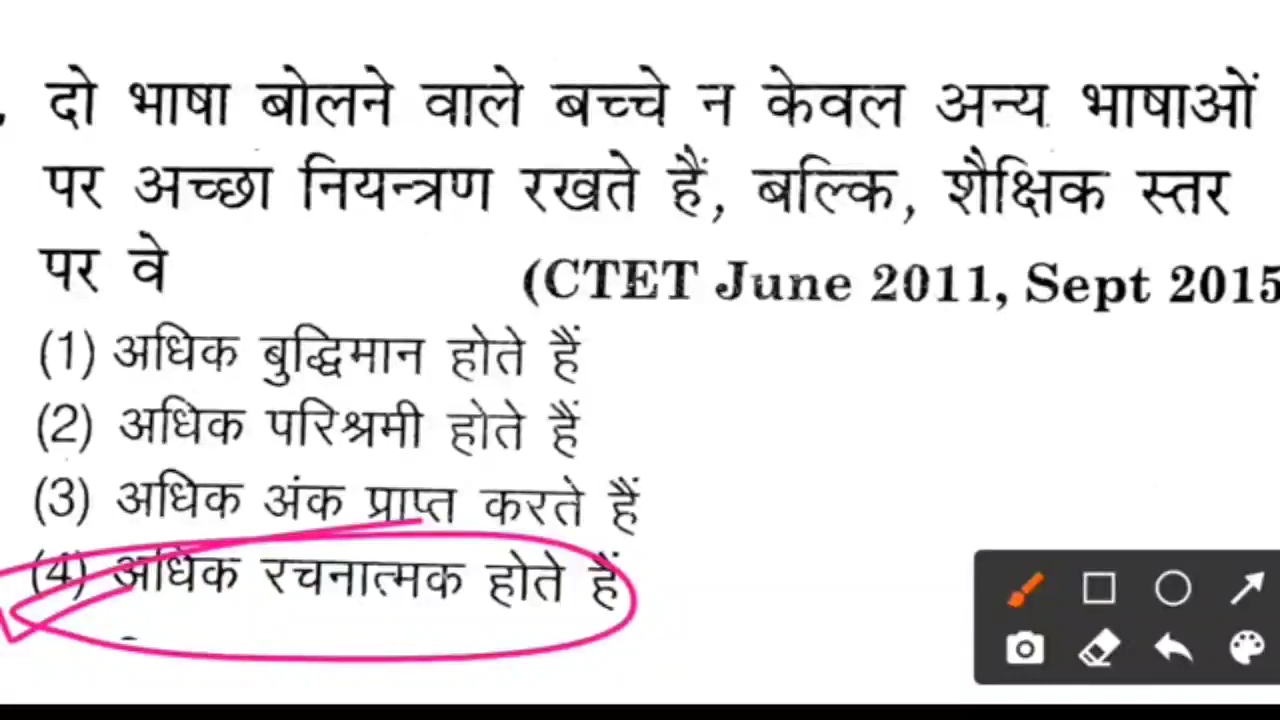 . दो भाषा बोलने वाले बच्चे न केवल अन्य भाषाओं
पर अच्छा नियन्त्रण रखते हैं, बल्कि, शैक्षिक स्तर
पर वे (CTET June 2011, Sept 2015
(1) अधिक बुद्धिमान होते हैं
(2) अधिक परिश्रमी होते हैं
(3) अधिक अंक प्राप्त करते हैं
(4) अधिक रचनात्मक होते हैं